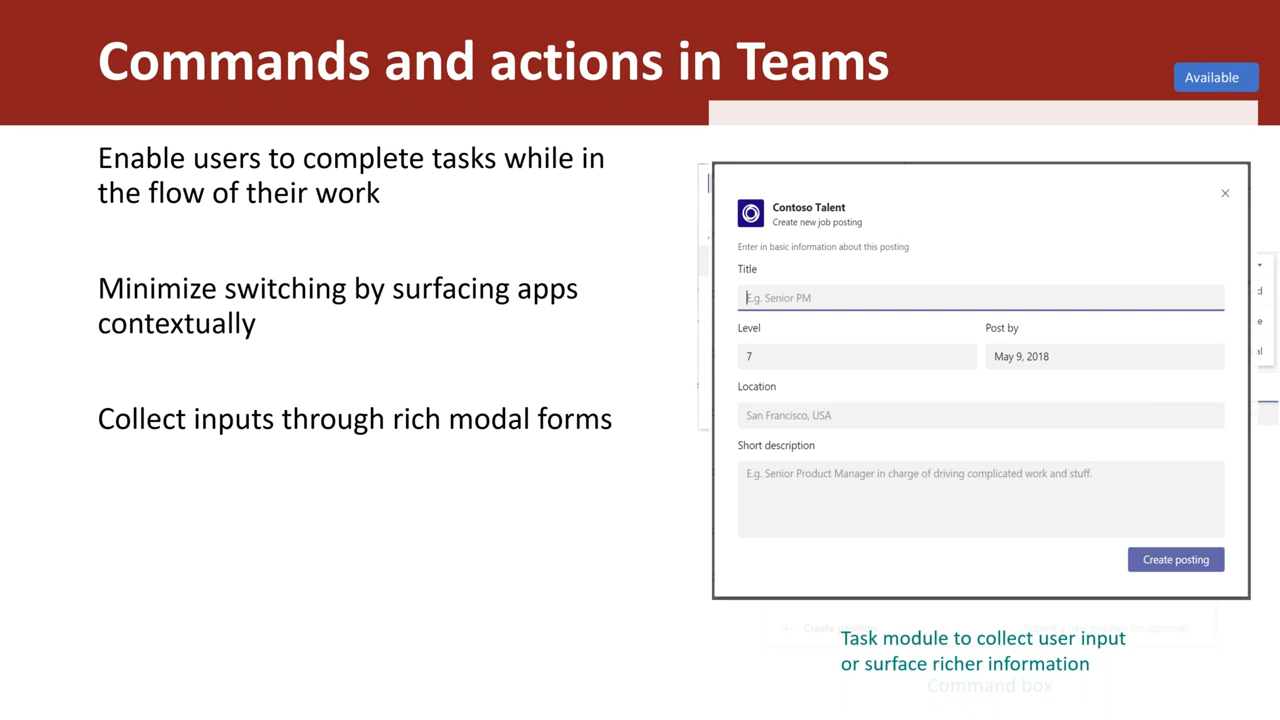 Commands and actions in Teams
Available
Enable users to complete tasks while in
the flow of their work
Minimize switching by surfacing apps
contextually
Collect inputs through rich modal forms
Contoso Talent
Create new job posting
Enter in basic information about this posting
Title
E.g. Senior PM
Level
Post by
7
May 9, 2018
Location
San Francisco, USA
Short description
E.g. Senior Product Manager in charge of driving complicated work and stuff.
Create posting
Task module to collect user input
or surface richer information
Command box